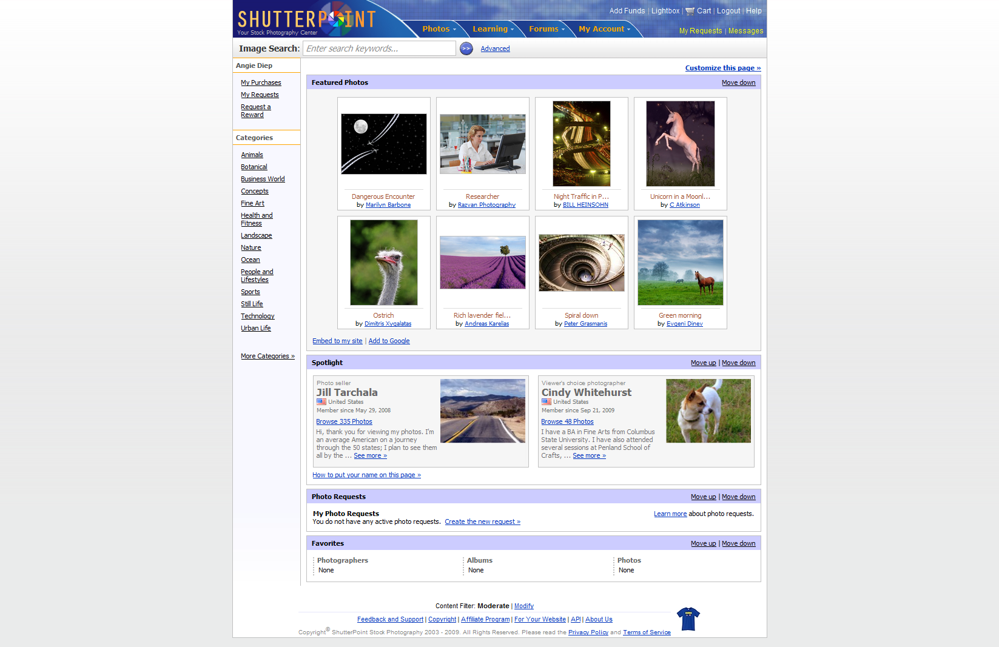 SHUTTERPOINT
Your Stock Photography Center
Add Funds | Lightbox | Cart | Logout | Help
Photos Learning Forums My Account
My Requests | Messages
Image Search: Enter search keywords... >> Advanced
Angie Diep
My Purchases
My Requests
Request a
Reward
Categories
Animals
Botanical
Business World
Concepts
Fine Art
Health and
Fitness
Landscape
Nature
Ocean
People and
Lifestyles
Sports
Still Life
Technology
Urban Life
More Categories »
Customize this page »
Featured Photos Move down
Dangerous Encounter
by Marilyn Barbone
Researcher
by Razvan Photography
Night Traffic in P...
by BILL HEINSOHN
Unicorn in a Moonl...
by C Atkinson
Ostrich
by Dimitris Xygalatas
Rich lavender fiel...
by Andreas Karelias
Spiral down
by Peter Grasmanis
Green morning
by Evgeni Dinev
Embed to my site | Add to Google
Spotlight Move up | Move down
Photo seller
Jill Tarchala
United States
Member since May 29, 2008
Browse 335 Photos
Hi, thank you for viewing my photos. I'm
an average American on a journey
through the 50 states; I plan to see them
all by the ... See more »
Viewer's choice photographer
Cindy Whitehurst
United States
Member since Sep 21, 2009
Browse 48 Photos
I have a BA in Fine Arts from Columbus
State University. I have also attended
several sessions at Penland School of
Crafts, ... See more »
How to put your name on this page »
Photo Requests Move up | Move down
My Photo Requests
You do not have any active photo requests. Create the new request »
Learn more about photo requests.
Favorites Move up | Move down
Photographers
None
Albums
None
Photos
None
Content Filter: Moderate | Modify
Feedback and Support | Copyright | Affiliate Program | For Your Website | API | About Us
Copyright© ShutterPoint Stock Photography 2003 - 2009. All Rights Reserved. Please read the Privacy Policy and Terms of Service